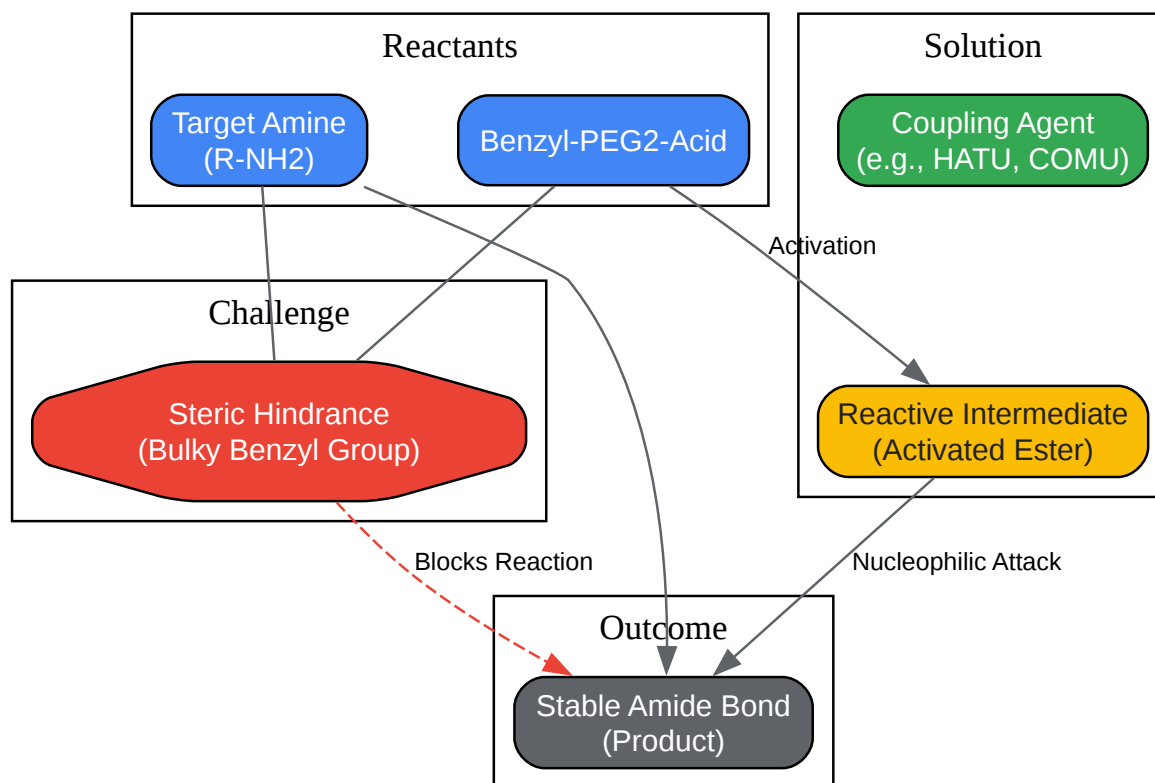 Reactants
Solution
Target Amine
(R-NH2)
Benzyl-PEG2-Acid
Coupling Agent
(e.g., HATU, COMU)
Activation
Challenge
Steric Hindrance
(Bulky Benzyl Group)
Reactive Intermediate
(Activated Ester)
Blocks Reaction
Nucleophilic Attack
Outcome
Stable Amide Bond
(Product)